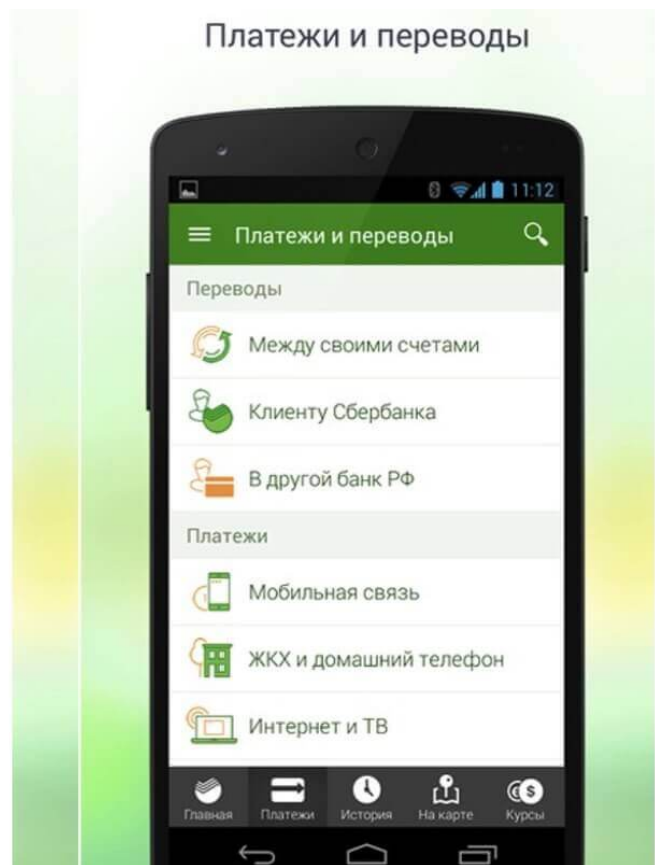 Платежи и переводы
11:12
Платежи и переводы
Переводы
Между своими счетами
Клиенту Сбербанка
В другой банк РФ
Платежи
Мобильная связь
ЖКХ и домашний телефон
Интернет и ТВ
Главная Платежи История На карте Курсы